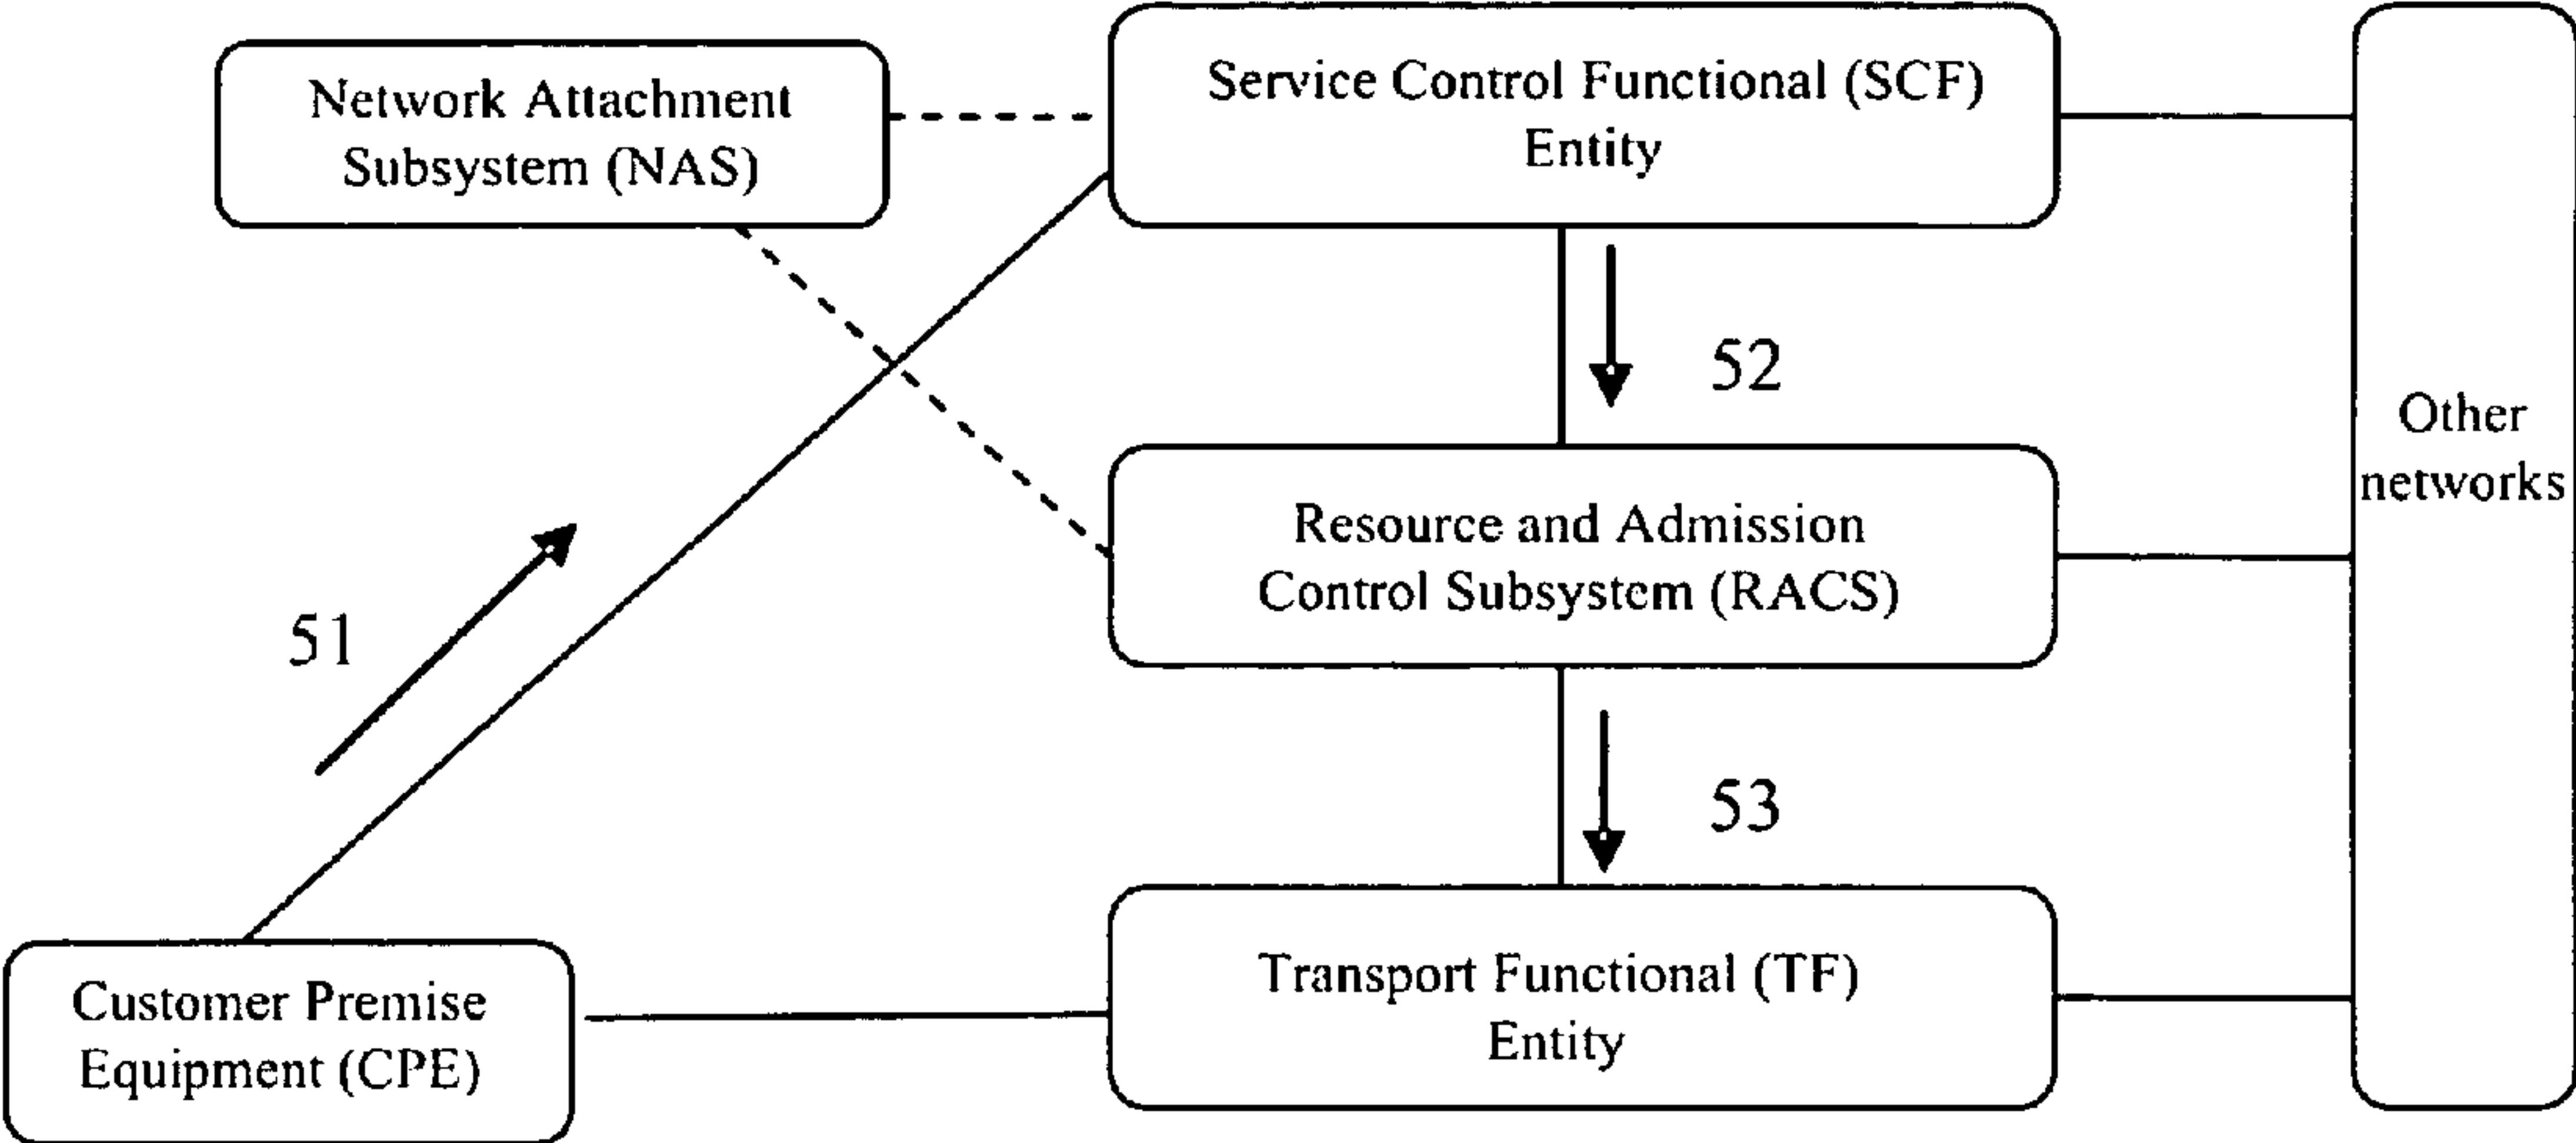 Network Attachment
Subsystem (NAS)
Service Control Functional (SCF)
Entity
52
Other
networks
Resource and Admission
Control Subsystem (RACS)
51
53
Transport Functional (TF)
Entity
Customer Premise
Equipment (CPE)